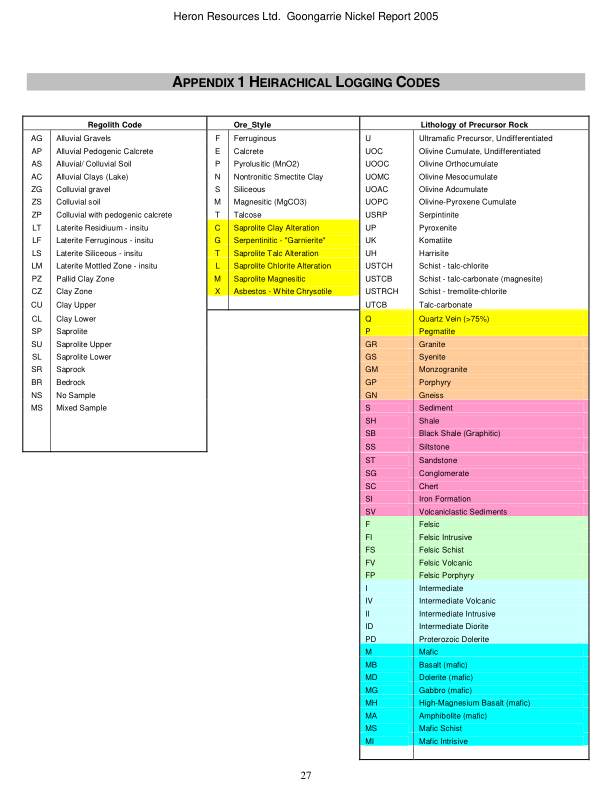 Heron Resources Ltd. Goongarrie Nickel Report 2005
APPENDIX 1 HEIRACHICAL LOGGING CODES
Regolith Code Ore_Style Lithology of Precursor Rock
AG Alluvial Gravels F Ferruginous U Ultramafic Precursor, Undifferentiated
AP Alluvial Pedogenic Calcrete E Calcrete UOC Olivine Cumulate, Undifferentiated
AS Alluvial/ Colluvial Soil P Pyrolusitic (MnO2) UOOC Olivine Orthocumulate
AC Alluvial Clays (Lake) N Nontronitic Smectite Clay UOMC Olivine Mesocumulate
ZG Colluvial gravel S Siliceous UOAC Olivine Adcumulate
ZS Colluvial soil M Magnesitic (MgCO3) UOPC Olivine-Pyroxene Cumulate
ZP Colluvial with pedogenic calcrete T Talcose USRP Serpintinite
LT Laterite Residiuum - insitu C Saprolite Clay Alteration UP Pyroxenite
LF Laterite Ferruginous - insitu G Serpentinitic - "Garnierite" UK Komatiite
LS Laterite Siliceous - insitu T Saprolite Talc Alteration UH Harrisite
LM Laterite Mottled Zone - insitu L Saprolite Chlorite Alteration USTCH Schist - talc-chlorite
PZ Pallid Clay Zone M Saprolite Magnesitic USTCB Schist - talc-carbonate (magnesite)
CZ Clay Zone X Asbestos - White Chrysotile USTRCH Schist - tremolite-chlorite
CU Clay Upper UTCB Talc-carbonate
CL Clay Lower Q Quartz Vein (>75%)
SP Saprolite P Pegmatite
SU Saprolite Upper GR Granite
SL Saprolite Lower GS Syenite
SR Saprock GM Monzogranite
BR Bedrock GP Porphyry
NS No Sample GN Gneiss
MS Mixed Sample S Sediment
SH Shale
SB Black Shale (Graphitic)
SS Siltstone
ST Sandstone
SG Conglomerate
SC Chert
SI Iron Formation
SV Volcaniclastic Sediments
F Felsic
FI Felsic Intrusive
FS Felsic Schist
FV Felsic Volcanic
FP Felsic Porphyry
I Intermediate
IV Intermediate Volcanic
II Intermediate Intrusive
ID Intermediate Diorite
PD Proterozoic Dolerite
M Mafic
MB Basalt (mafic)
MD Dolerite (mafic)
MG Gabbro (mafic)
MH High-Magnesium Basalt (mafic)
MA Amphibolite (mafic)
MS Mafic Schist
MI Mafic Intrisive
27